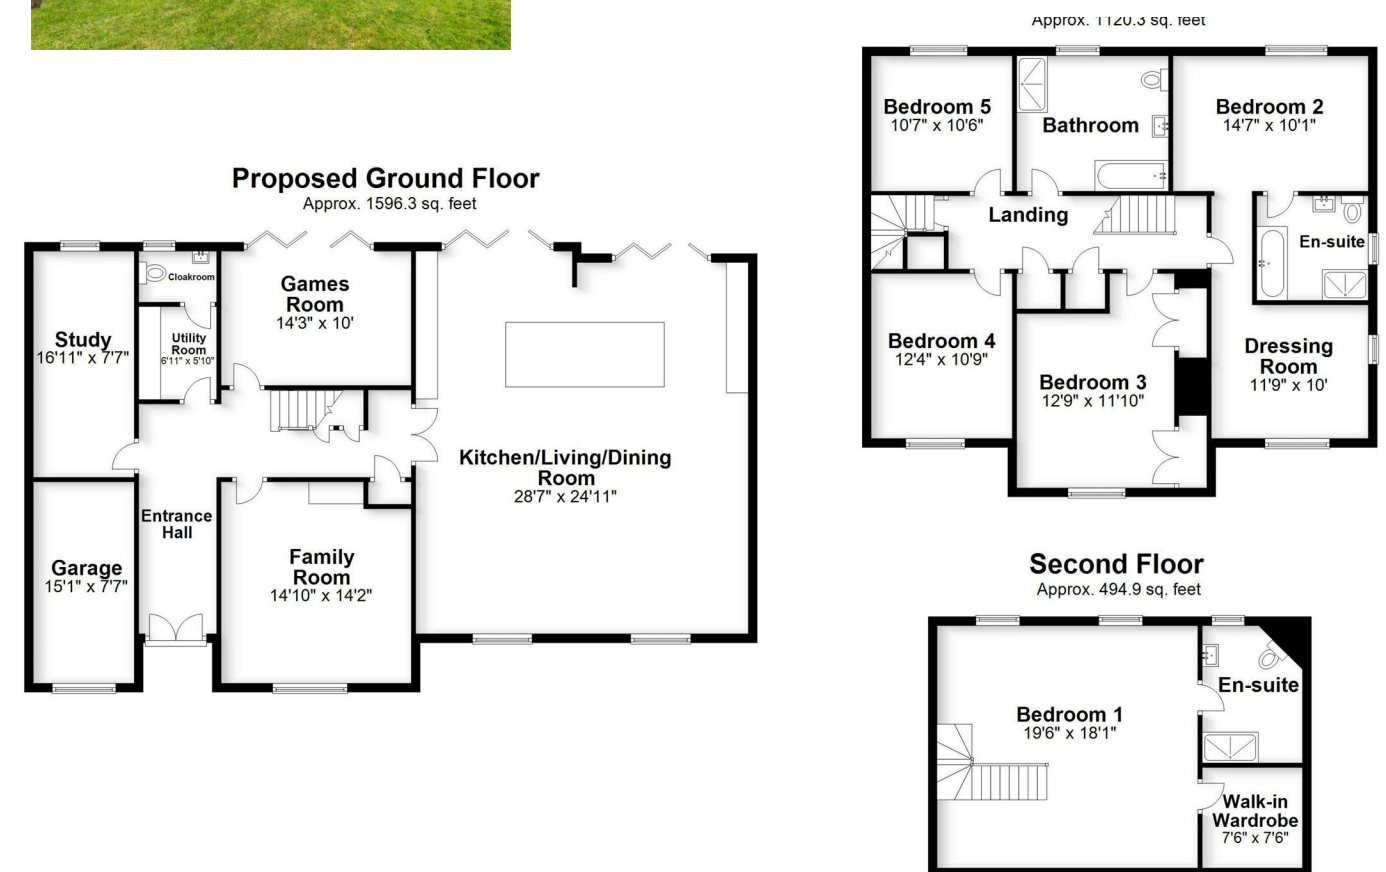 Proposed Ground Floor
Approx. 1596.3 sq. feet
Study
16'11" x 7'7"
Cloakroom
Utility
Room
6'11" x 5'10"
Games
Room
14'3" x 10'
Kitchen/Living/Dining
Room
28'7" x 24'11"
Entrance
Hall
Garage
15'1" x 7'7"
Family
Room
14'10" x 14'2"
Approx. 1120.3 sq. feet
Bedroom 5
10'7" x 10'6"
Bathroom
Bedroom 2
14'7" x 10'1"
Landing
En-suite
Bedroom 4
12'4" x 10'9"
Bedroom 3
12'9" x 11'10"
Dressing
Room
11'9" x 10'
Second Floor
Approx. 494.9 sq. feet
Bedroom 1
19'6" x 18'1"
En-suite
Walk-in
Wardrobe
7'6" x 7'6"